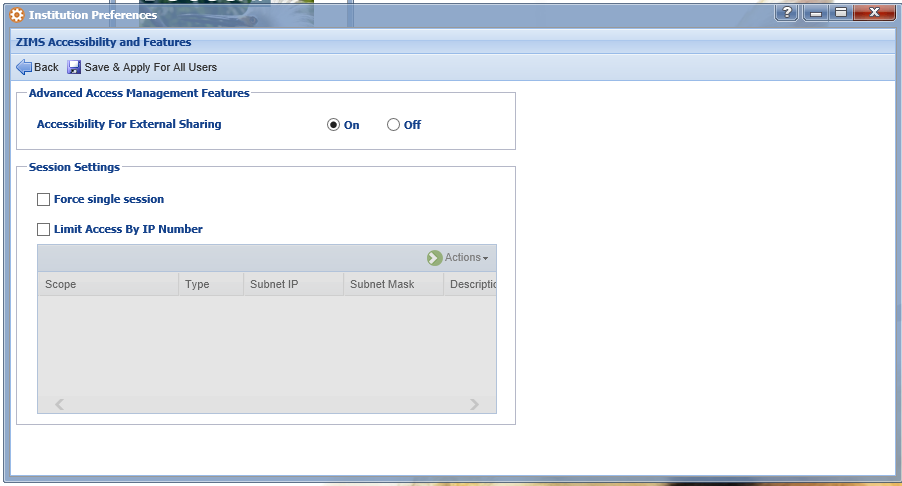 Institution Preferences
ZIMS Accessibility and Features
Back Save & Apply For All Users
Advanced Access Management Features
Accessibility For External Sharing On Off
Session Settings
Force single session
Limit Access By IP Number
Actions
Scope Type Subnet IP Subnet Mask Descriptio